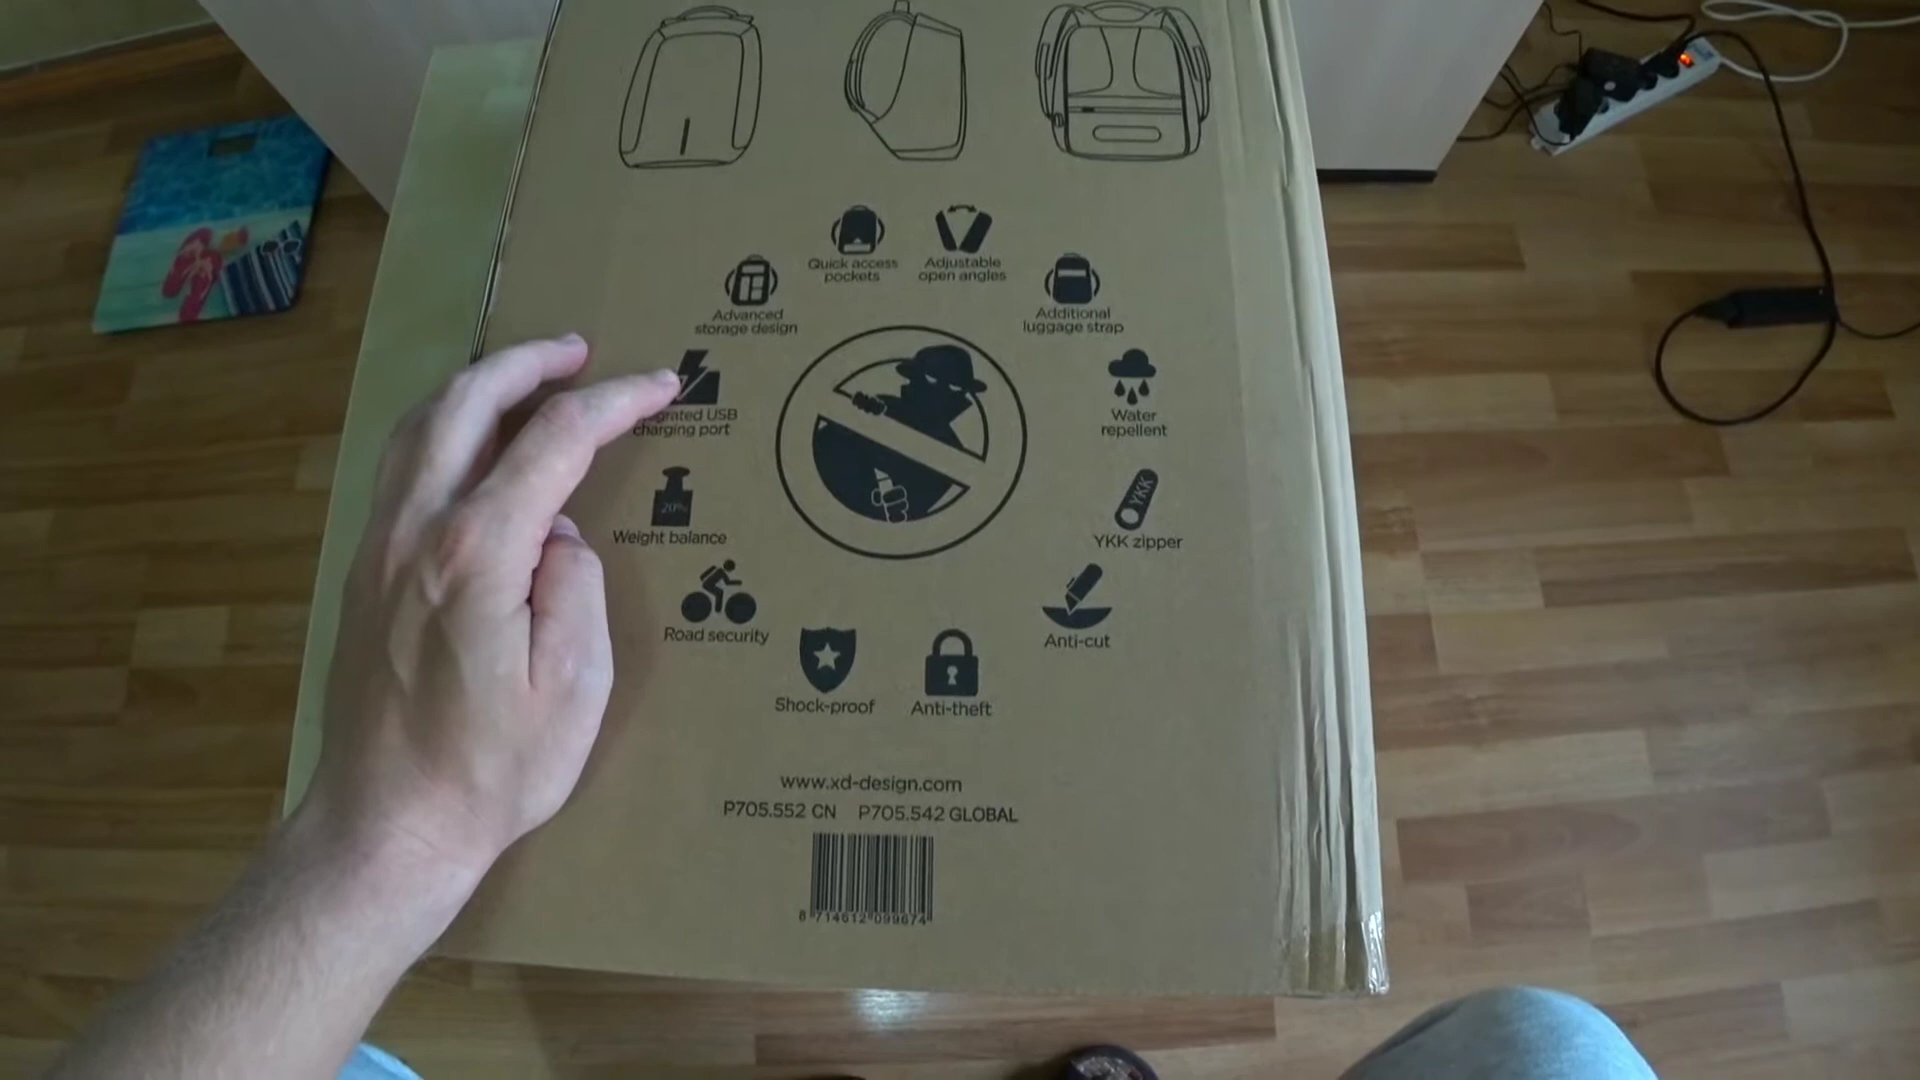 Quick access
pockets
Adjustable
open angles
Advanced
storage design
Additional
luggage strap
grated USB
charging port
Water
repellent
20%
Weight balance
YKK
YKK zipper
Road security
Anti-cut
Shock-proof
Anti-theft
www.xd-design.com
P705.552 CN P705.542 GLOBAL
8 714612 099674